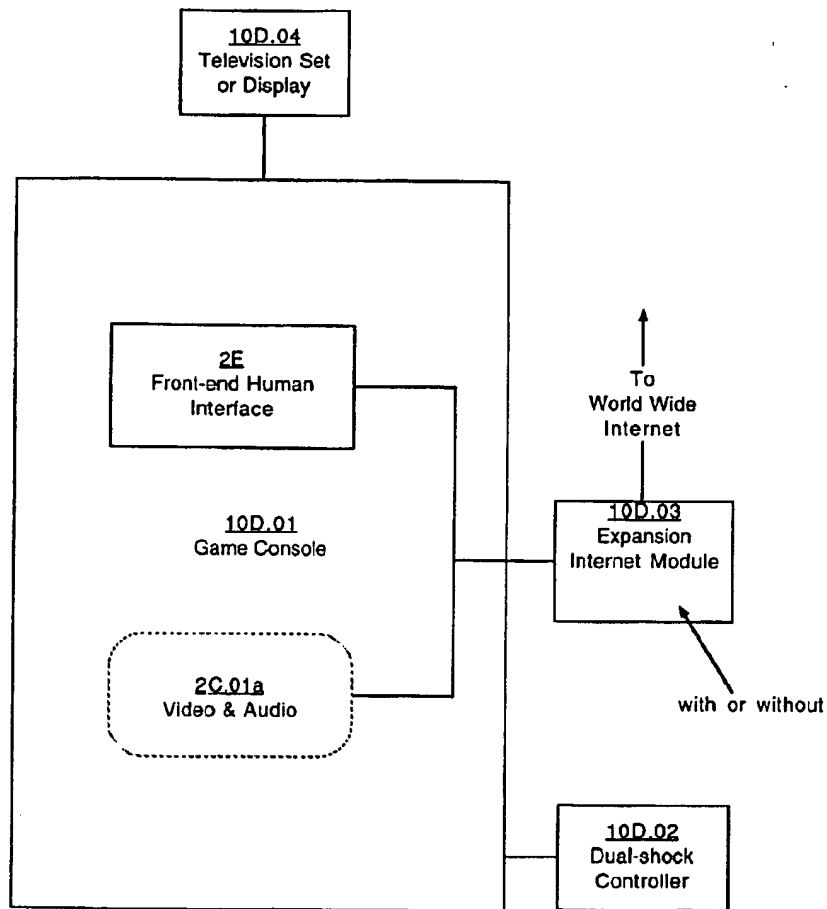 10D.04
Television Set
or Display
2E
Front-end Human
Interface
To
World Wide
Internet
10D.01
Game Console
10D.03
Expansion
Internet Module
2C.01a
Video & Audio
with or without
10D.02
Dual-shock
Controller